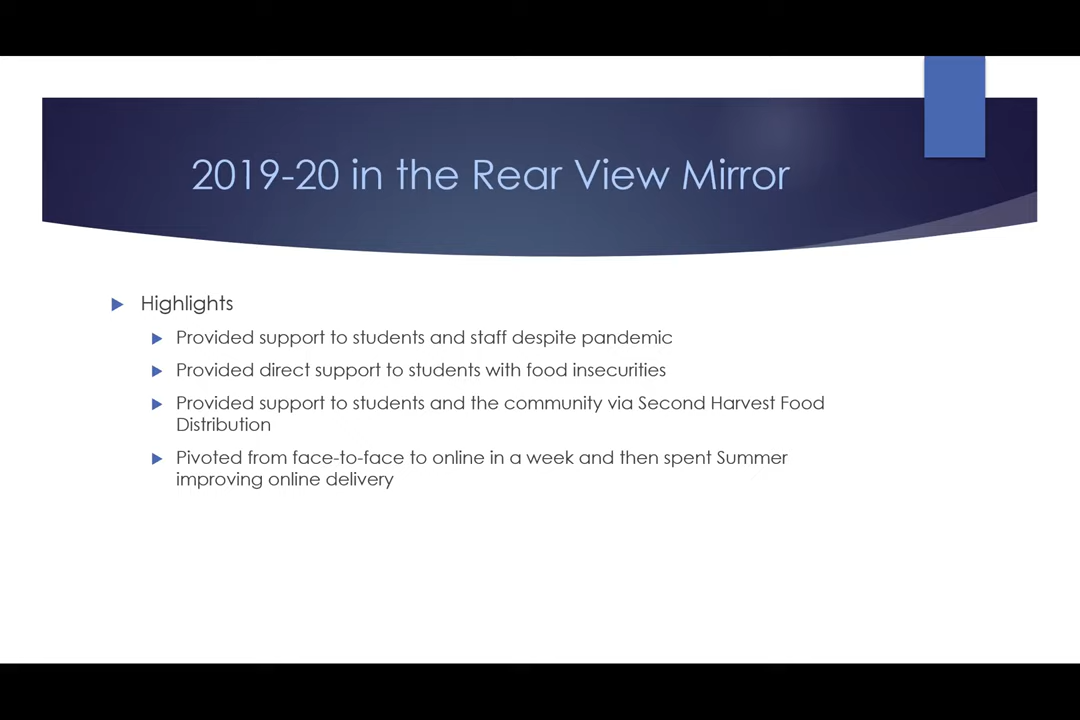 2019-20 in the Rear View Mirror
Highlights
Provided support to students and staff despite pandemic
Provided direct support to students with food insecurities
Provided support to students and the community via Second Harvest Food
Distribution
Pivoted from face-to-face to online in a week and then spent Summer
improving online delivery